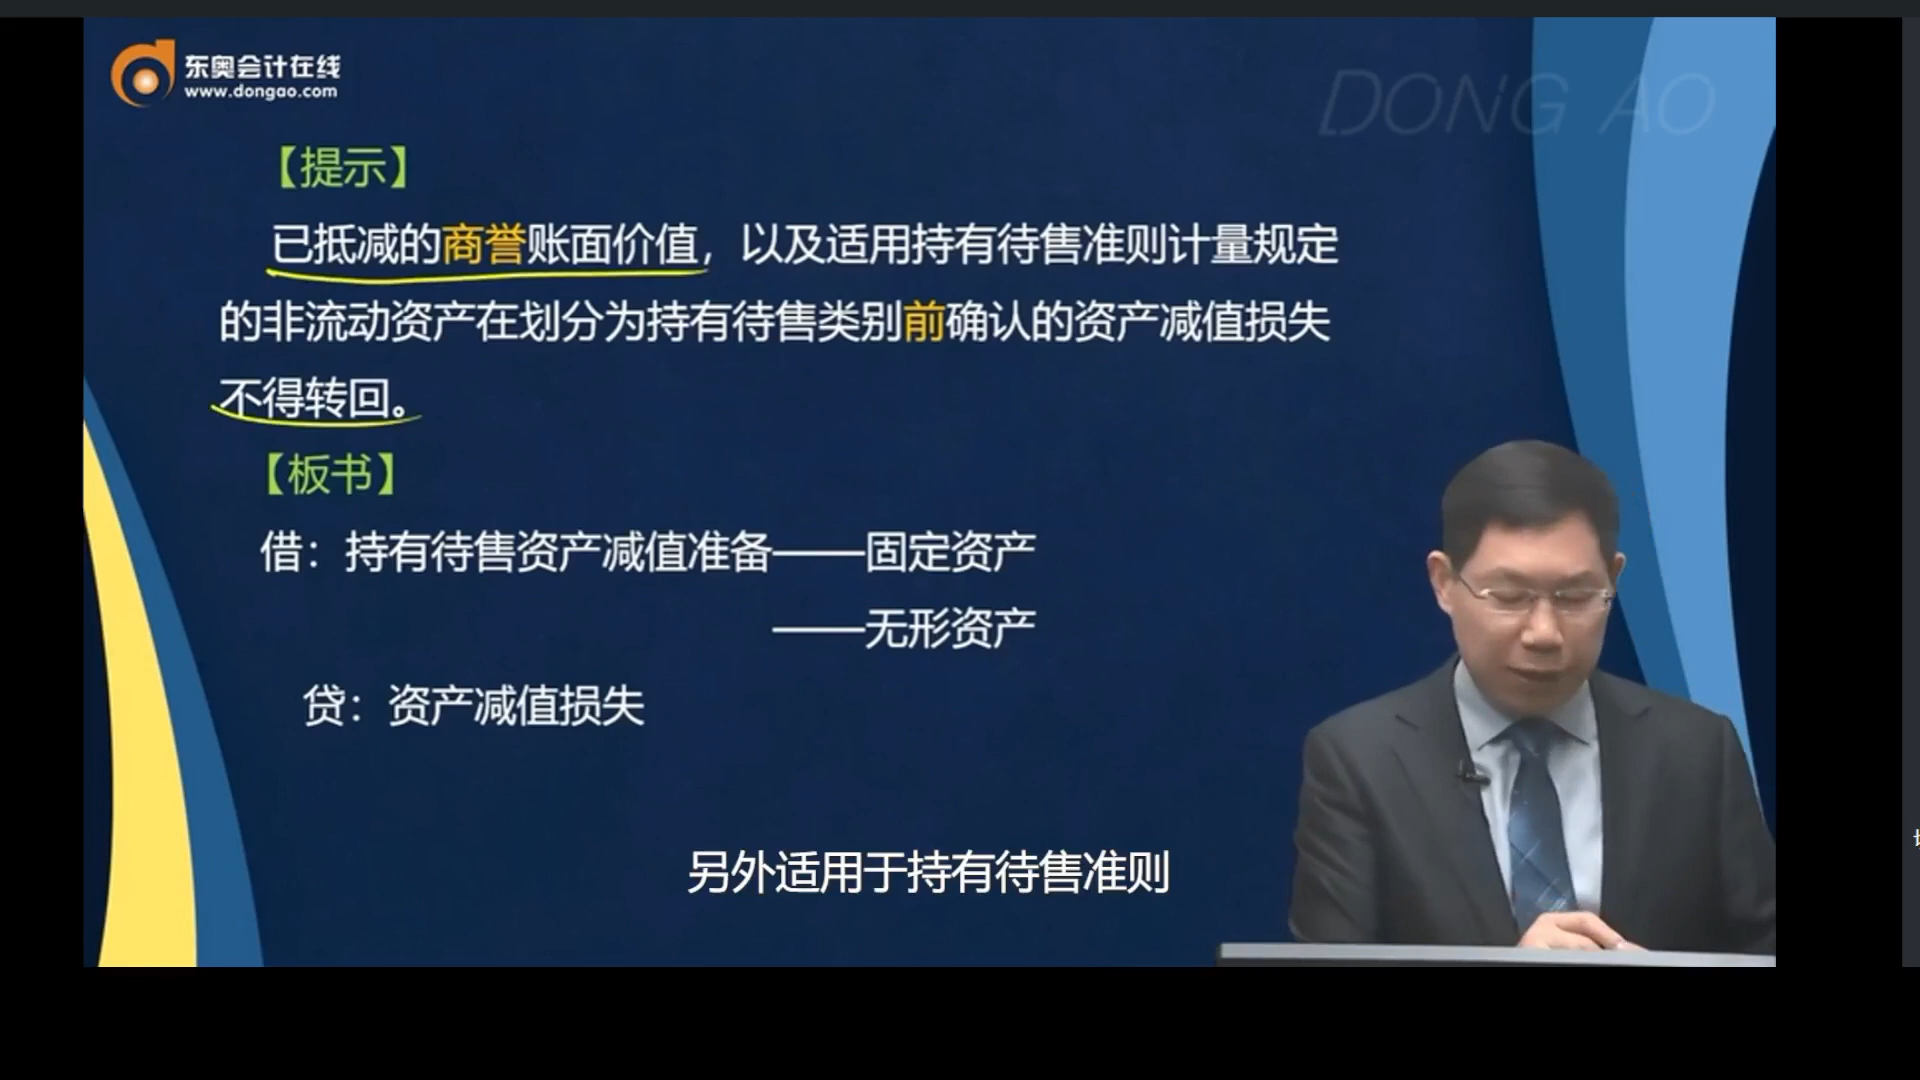 东奥会计在线
www.dongao.com
DONG AO
【提示】
已抵减的商誉账面价值，以及适用持有待售准则计量规定
的非流动资产在划分为持有待售类别前确认的资产减值损失
不得转回。
【板书】
借：持有待售资产减值准备——固定资产
——无形资产
贷：资产减值损失
另外适用于持有待售准则